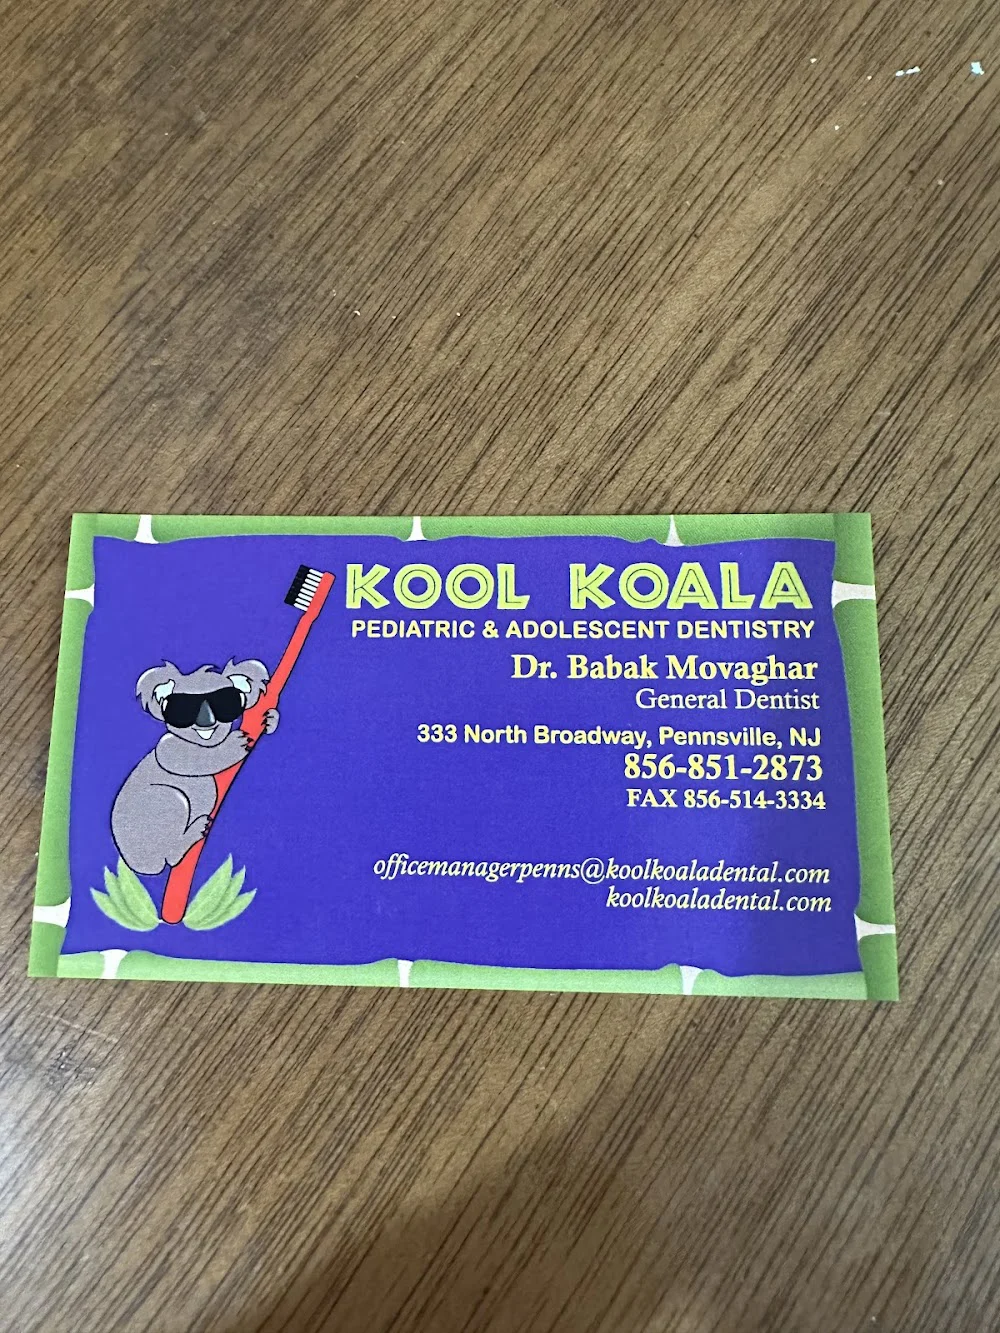 KOOL KOALA
PEDIATRIC & ADOLESCENT DENTISTRY
Dr. Babak Movaghar
General Dentist
333 North Broadway, Pennsville, NJ
856-851-2873
FAX 856-514-3334
officemanagerpenns@koolkoaladental.com
koolkoaladental.com